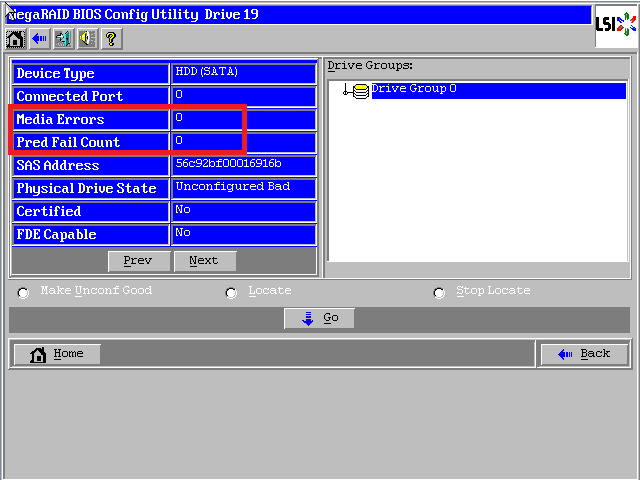 MegaRAID BIOS Config Utility Drive 19
LSI
Device Type HDD (SATA)
Connected Port 0
Media Errors 0
Pred Fail Count 0
SAS Address 56c92bf00016916b
Physical Drive State Unconfigured Bad
Certified No
FDE Capable No
Prev Next
Drive Groups:
Drive Group 0
Make Unconf Good Locate Stop Locate
Go
Home Back